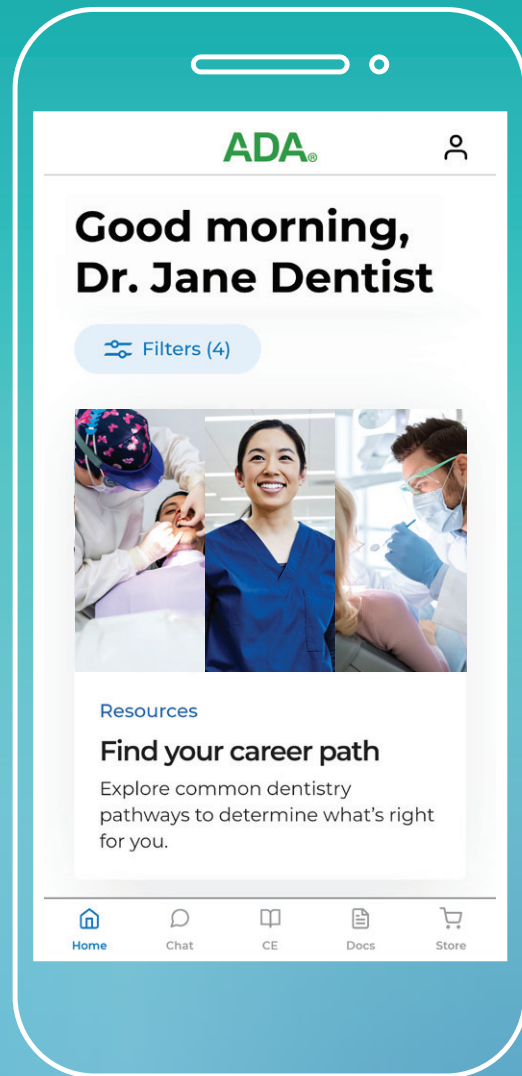 ADA®
Good morning,
Dr. Jane Dentist
Filters (4)
Resources
Find your career path
Explore common dentistry
pathways to determine what's right
for you.
Home Chat CE Docs Store